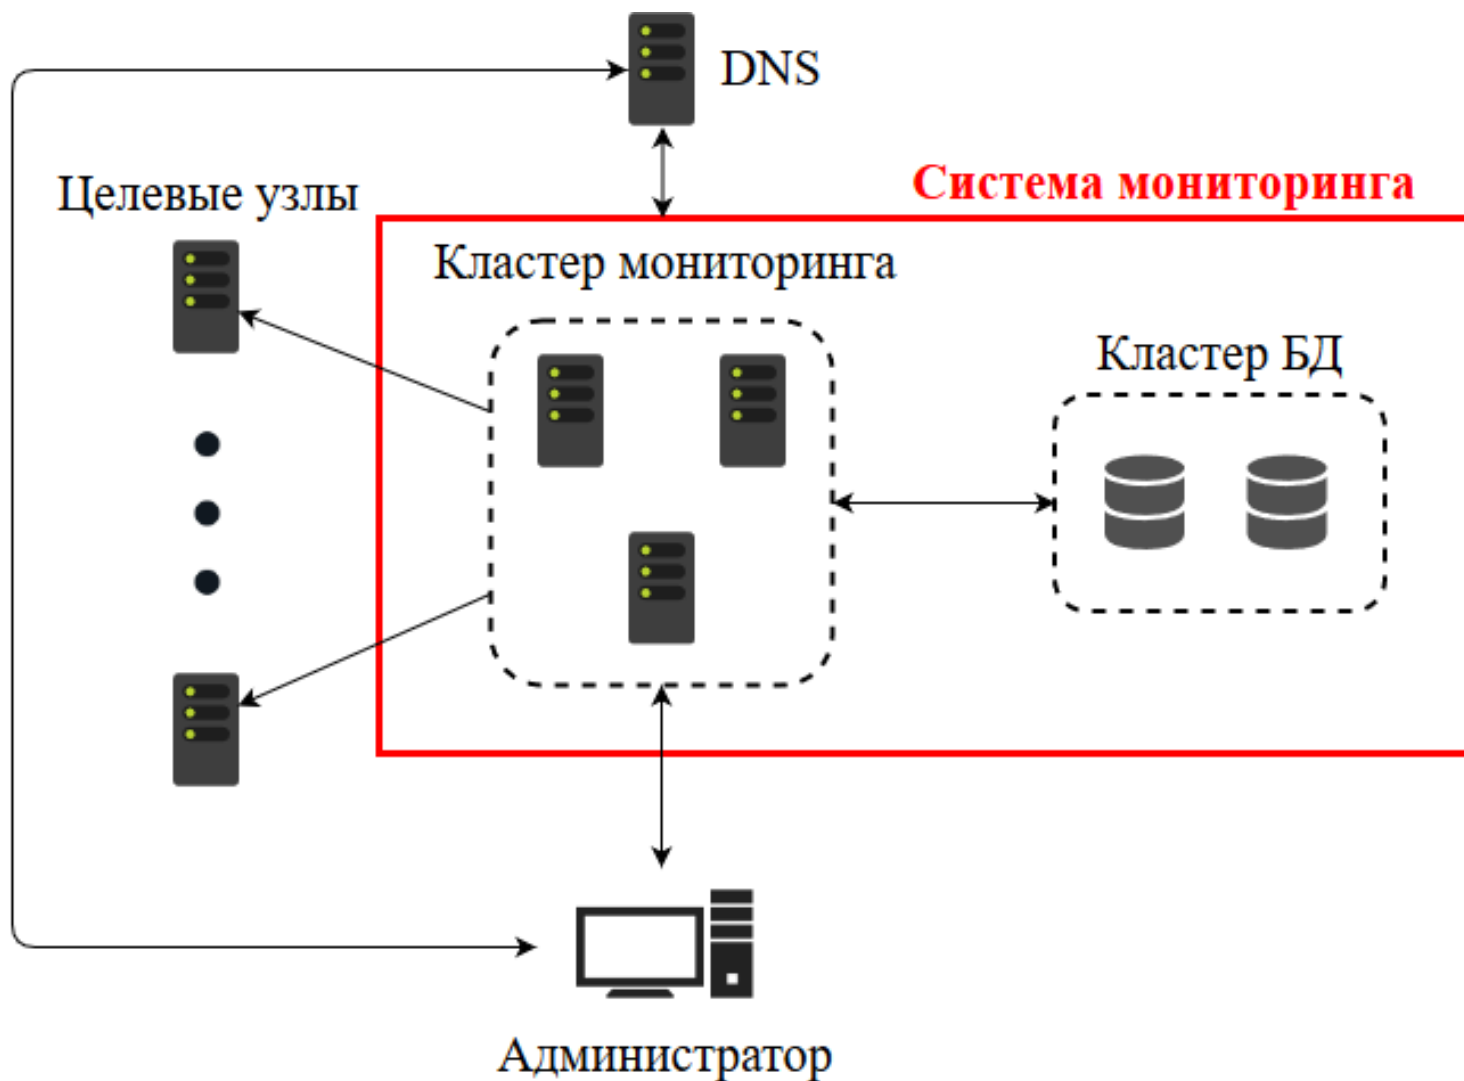 DNS
Целевые узлы
Система мониторинга
Кластер мониторинга
Кластер БД
Администратор